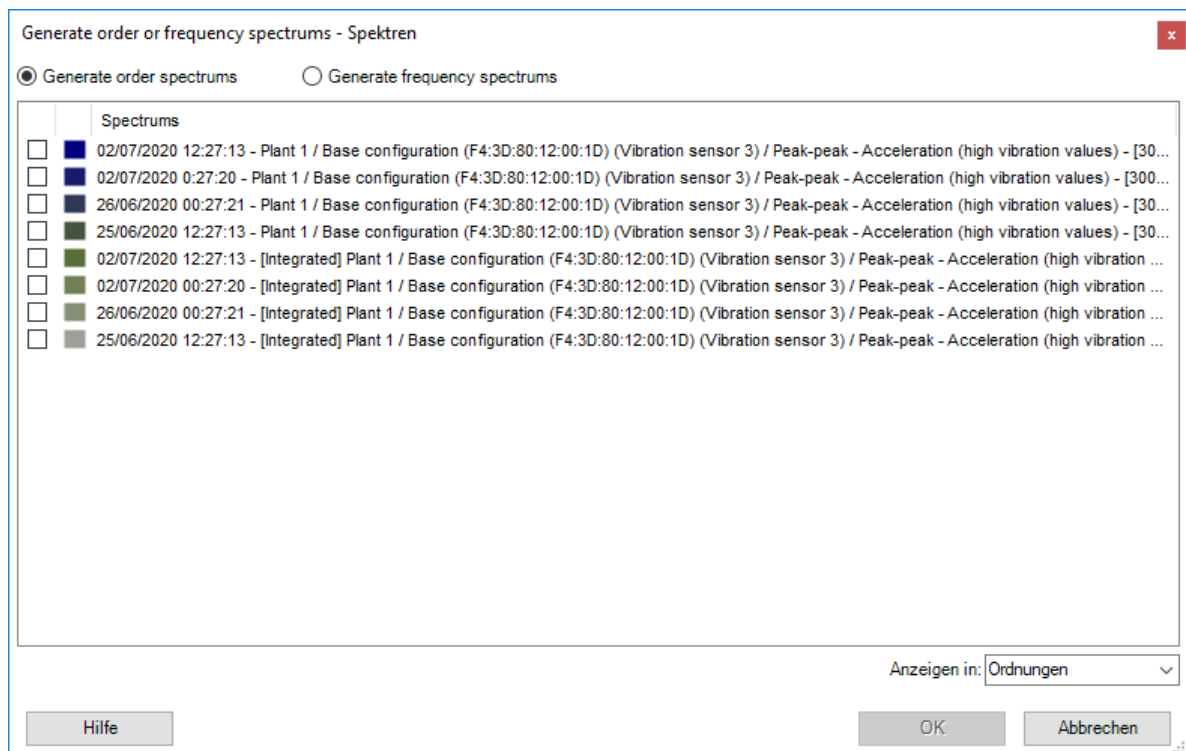 Generate order or frequency spectrums - Spektren
x
Generate order spectrums Generate frequency spectrums
Spectrums
02/07/2020 12:27:13 - Plant 1 / Base configuration (F4:3D:80:12:00:1D) (Vibration sensor 3) / Peak-peak - Acceleration (high vibration values) - [30...
02/07/2020 0:27:20 - Plant 1 / Base configuration (F4:3D:80:12:00:1D) (Vibration sensor 3) / Peak-peak - Acceleration (high vibration values) - [300...
26/06/2020 00:27:21 - Plant 1 / Base configuration (F4:3D:80:12:00:1D) (Vibration sensor 3) / Peak-peak - Acceleration (high vibration values) - [30...
25/06/2020 12:27:13 - Plant 1 / Base configuration (F4:3D:80:12:00:1D) (Vibration sensor 3) / Peak-peak - Acceleration (high vibration values) - [30...
02/07/2020 12:27:13 - [Integrated] Plant 1 / Base configuration (F4:3D:80:12:00:1D) (Vibration sensor 3) / Peak-peak - Acceleration (high vibration ...
02/07/2020 00:27:20 - [Integrated] Plant 1 / Base configuration (F4:3D:80:12:00:1D) (Vibration sensor 3) / Peak-peak - Acceleration (high vibration ...
26/06/2020 00:27:21 - [Integrated] Plant 1 / Base configuration (F4:3D:80:12:00:1D) (Vibration sensor 3) / Peak-peak - Acceleration (high vibration ...
25/06/2020 12:27:13 - [Integrated] Plant 1 / Base configuration (F4:3D:80:12:00:1D) (Vibration sensor 3) / Peak-peak - Acceleration (high vibration ...
Anzeigen in: Ordnungen
Hilfe OK Abbrechen